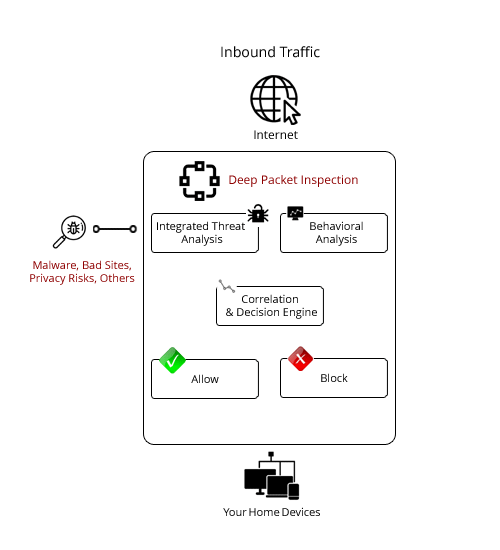 Inbound Traffic
Internet
Deep Packet Inspection
Integrated Threat
Analysis
Behavioral
Analysis
Malware, Bad Sites,
Privacy Risks, Others
Correlation
& Decision Engine
Allow
Block
Your Home Devices